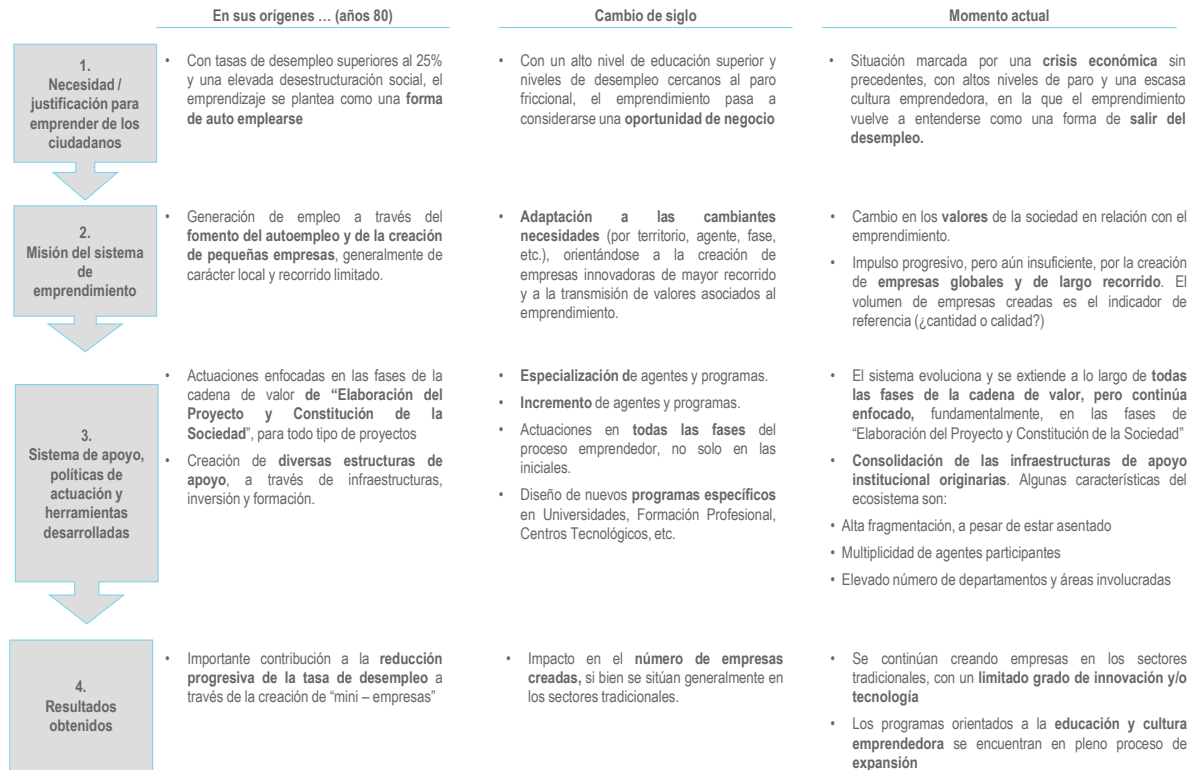 En sus orígenes … (años 80)
Cambio de siglo
Momento actual
1.
Necesidad /
justificación para
emprender de los
ciudadanos
• Con tasas de desempleo superiores al 25%
y una elevada desestructuración social, el
emprendizaje se plantea como una forma
de auto emplearse
• Con un alto nivel de educación superior y
niveles de desempleo cercanos al paro
friccional, el emprendimiento pasa a
considerarse una oportunidad de negocio
• Situación marcada por una crisis económica sin
precedentes, con altos niveles de paro y una escasa
cultura emprendedora, en la que el emprendimiento
vuelve a entenderse como una forma de salir del
desempleo.
2.
Misión del sistema
de
emprendimiento
• Generación de empleo a través del
fomento del autoempleo y de la creación
de pequeñas empresas, generalmente de
carácter local y recorrido limitado.
• Adaptación a las cambiantes
necesidades (por territorio, agente, fase,
etc.), orientándose a la creación de
empresas innovadoras de mayor recorrido
y a la transmisión de valores asociados al
emprendimiento.
• Cambio en los valores de la sociedad en relación con el
emprendimiento.
• Impulso progresivo, pero aún insuficiente, por la creación
de empresas globales y de largo recorrido. El
volumen de empresas creadas es el indicador de
referencia (¿cantidad o calidad?)
3.
Sistema de apoyo,
políticas de
actuación y
herramientas
desarrolladas
• Actuaciones enfocadas en las fases de la
cadena de valor de “Elaboración del
Proyecto y Constitución de la
Sociedad”, para todo tipo de proyectos
• Creación de diversas estructuras de
apoyo, a través de infraestructuras,
inversión y formación.
• Especialización de agentes y programas.
• Incremento de agentes y programas.
• Actuaciones en todas las fases del
proceso emprendedor, no solo en las
iniciales.
• Diseño de nuevos programas específicos
en Universidades, Formación Profesional,
Centros Tecnológicos, etc.
• El sistema evoluciona y se extiende a lo largo de todas
las fases de la cadena de valor, pero continúa
enfocado, fundamentalmente, en las fases de
“Elaboración del Proyecto y Constitución de la Sociedad”
• Consolidación de las infraestructuras de apoyo
institucional originarias. Algunas características del
ecosistema son:
• Alta fragmentación, a pesar de estar asentado
• Multiplicidad de agentes participantes
• Elevado número de departamentos y áreas involucradas
4.
Resultados
obtenidos
• Importante contribución a la reducción
progresiva de la tasa de desempleo a
través de la creación de “mini – empresas”
• Impacto en el número de empresas
creadas, si bien se sitúan generalmente en
los sectores tradicionales.
• Se continúan creando empresas en los sectores
tradicionales, con un limitado grado de innovación y/o
tecnología
• Los programas orientados a la educación y cultura
emprendedora se encuentran en pleno proceso de
expansión